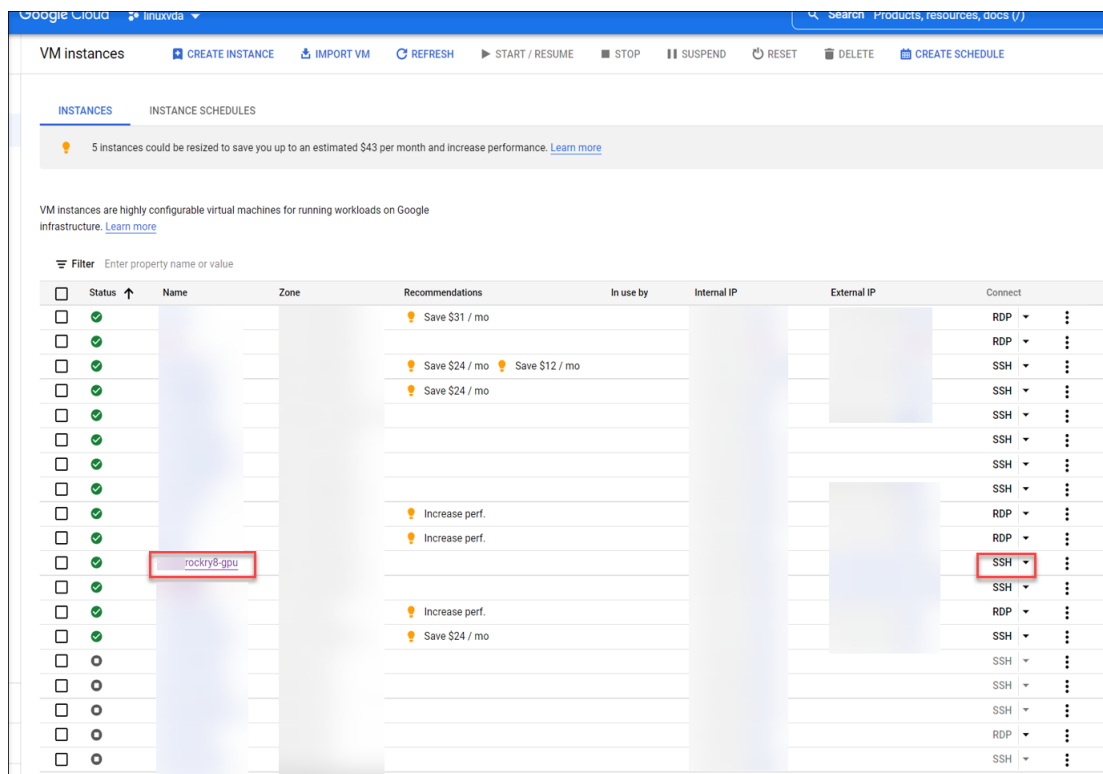 Google Cloud linuxvda Search Products, resources, docs (/)
VM instances CREATE INSTANCE IMPORT VM REFRESH START / RESUME STOP SUSPEND RESET DELETE CREATE SCHEDULE
INSTANCES INSTANCE SCHEDULES
5 instances could be resized to save you up to an estimated $43 per month and increase performance. Learn more
VM instances are highly configurable virtual machines for running workloads on Google
infrastructure. Learn more
Filter Enter property name or value
Status Name Zone Recommendations In use by Internal IP External IP Connect
Save $31 / mo RDP
RDP
Save $24 / mo Save $12 / mo SSH
Save $24 / mo SSH
SSH
SSH
SSH
SSH
Increase perf. RDP
Increase perf. RDP
rockry8-gpu SSH
SSH
Increase perf. RDP
Save $24 / mo SSH
SSH
SSH
SSH
RDP
SSH